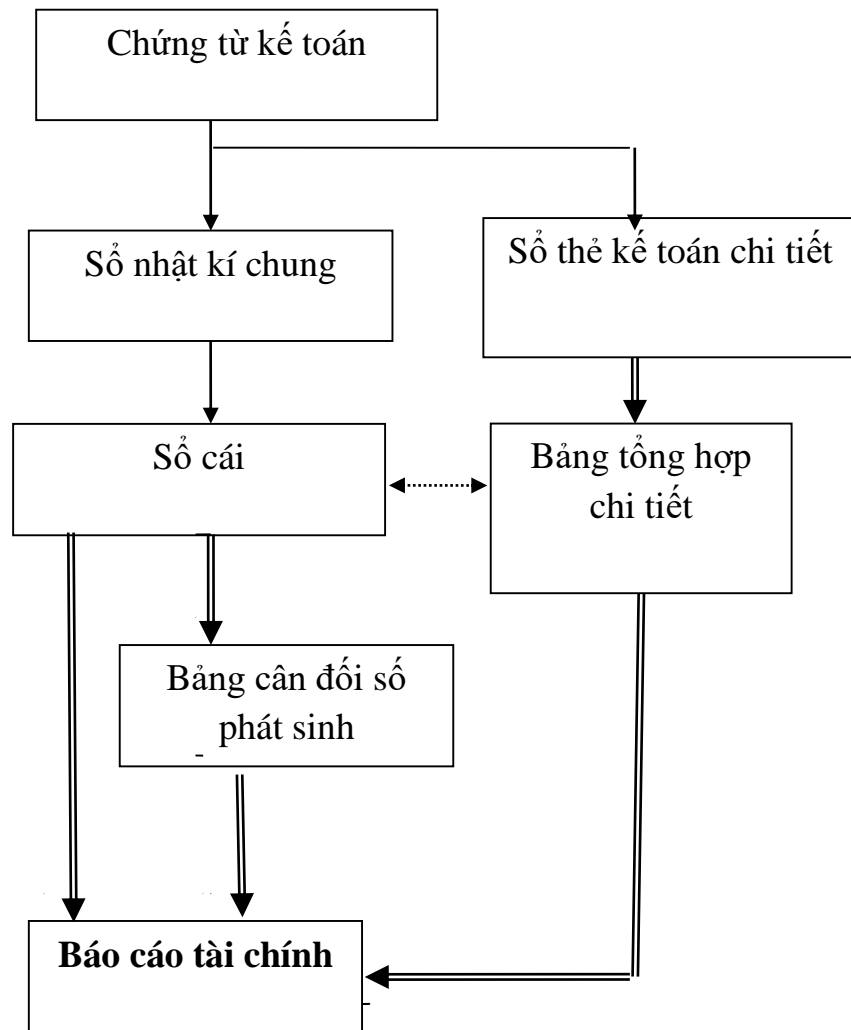 Chứng từ kế toán
Sổ nhật kí chung
Sổ thẻ kế toán chi tiết
Sổ cái
Bảng tổng hợp
chi tiết
Bảng cân đối số
phát sinh
Báo cáo tài chính